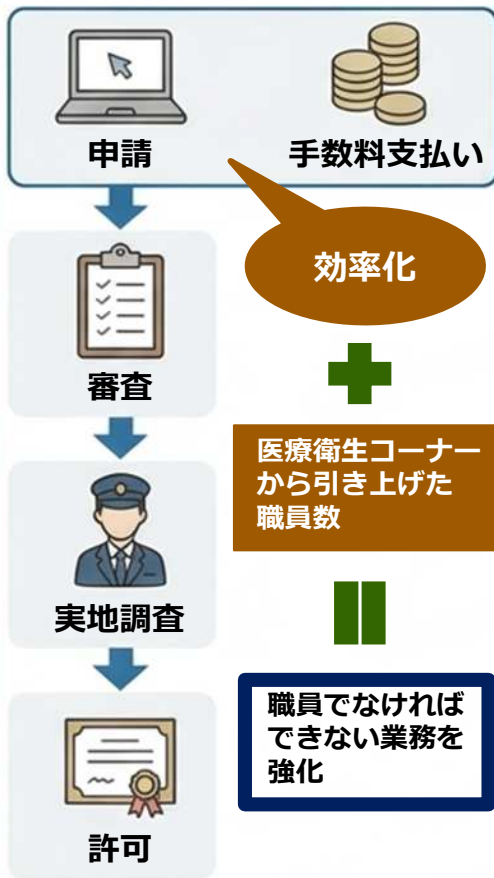 申請
手数料支払い
効率化
審査
医療衛生コーナー
から引き上げた
職員数
実地調査
職員でなければ
できない業務を
強化
許可